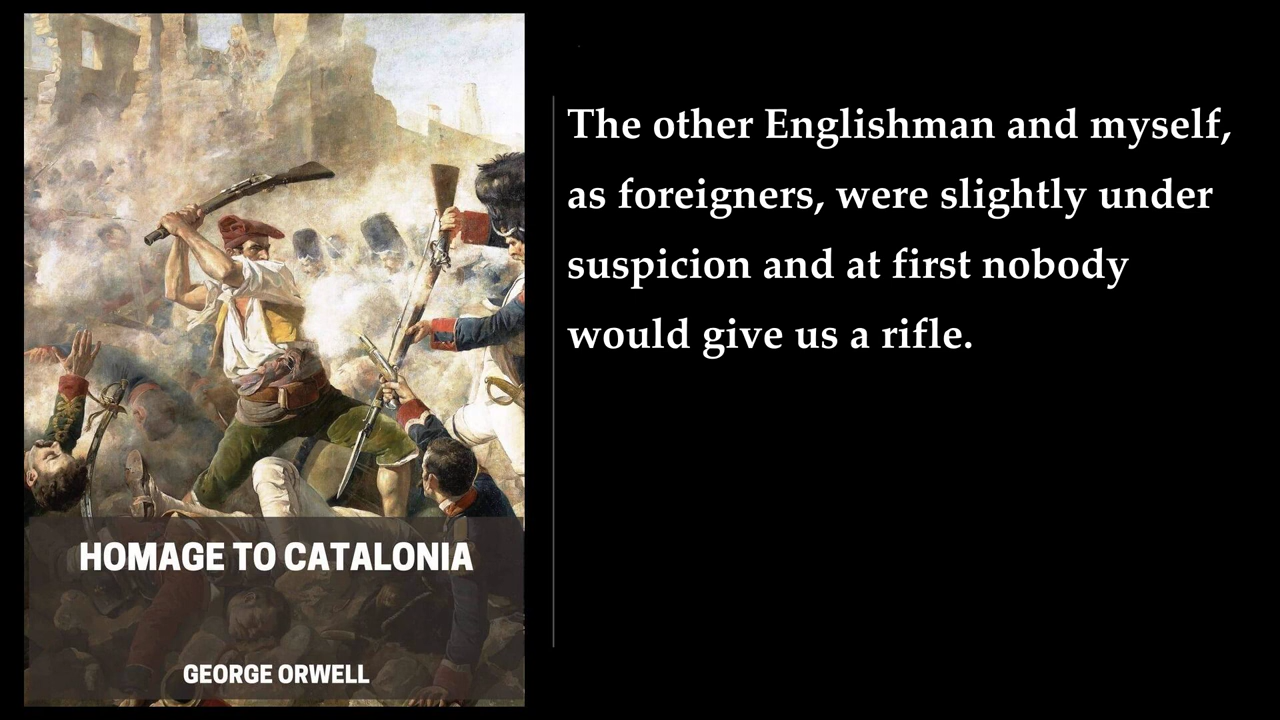 The other Englishman and myself,
as foreigners, were slightly under
suspicion and at first nobody
would give us a rifle.
HOMAGE TO CATALONIA
GEORGE ORWELL